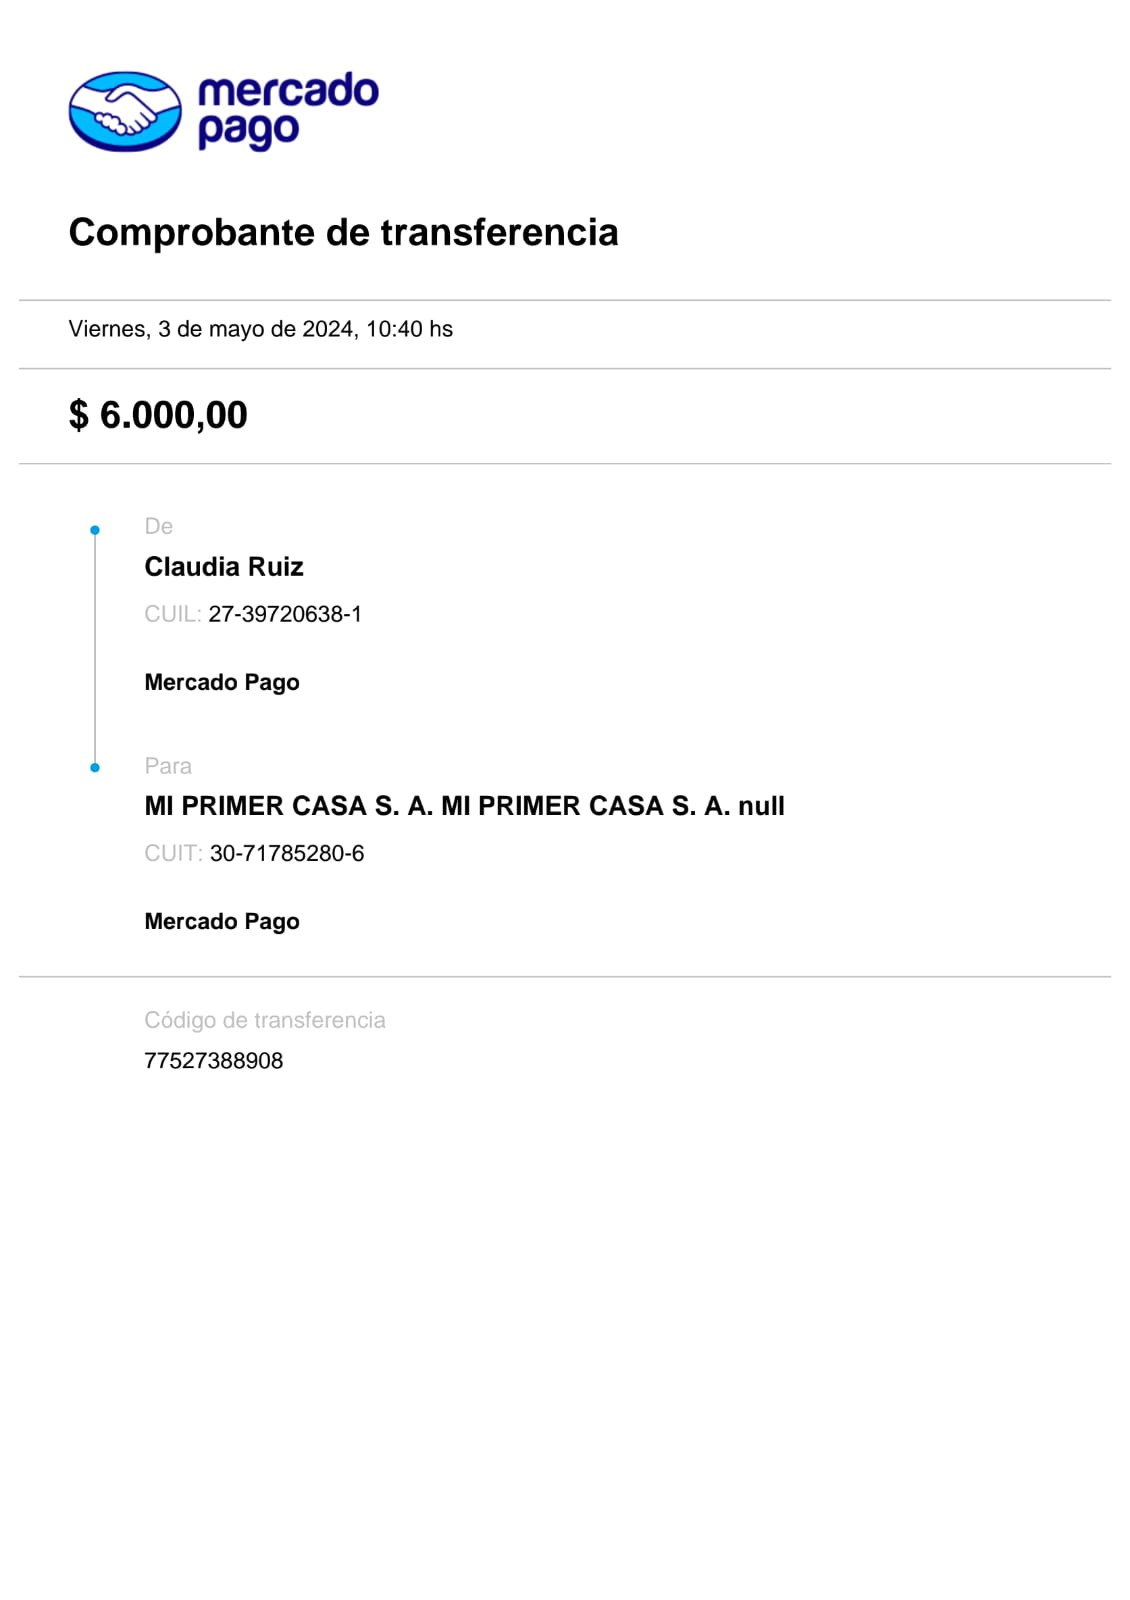 mercado
pago
Comprobante de transferencia
Viernes, 3 de mayo de 2024, 10:40 hs
$ 6.000,00
De
Claudia Ruiz
CUIL: 27-39720638-1
Mercado Pago
Para
MI PRIMER CASA S. A. MI PRIMER CASA S. A. null
CUIT: 30-71785280-6
Mercado Pago
Código de transferencia
77527388908